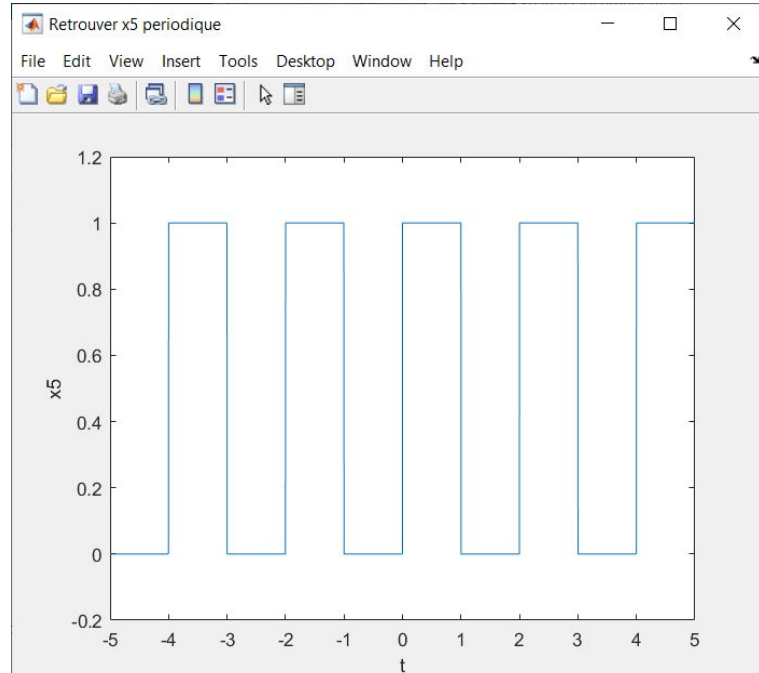 Retrouver x5 periodique
File Edit View Insert Tools Desktop Window Help
1.2
1
0.8
0.6
0.4
0.2
0
-0.2
x5
-5 -4 -3 -2 -1 0 1 2 3 4 5
t